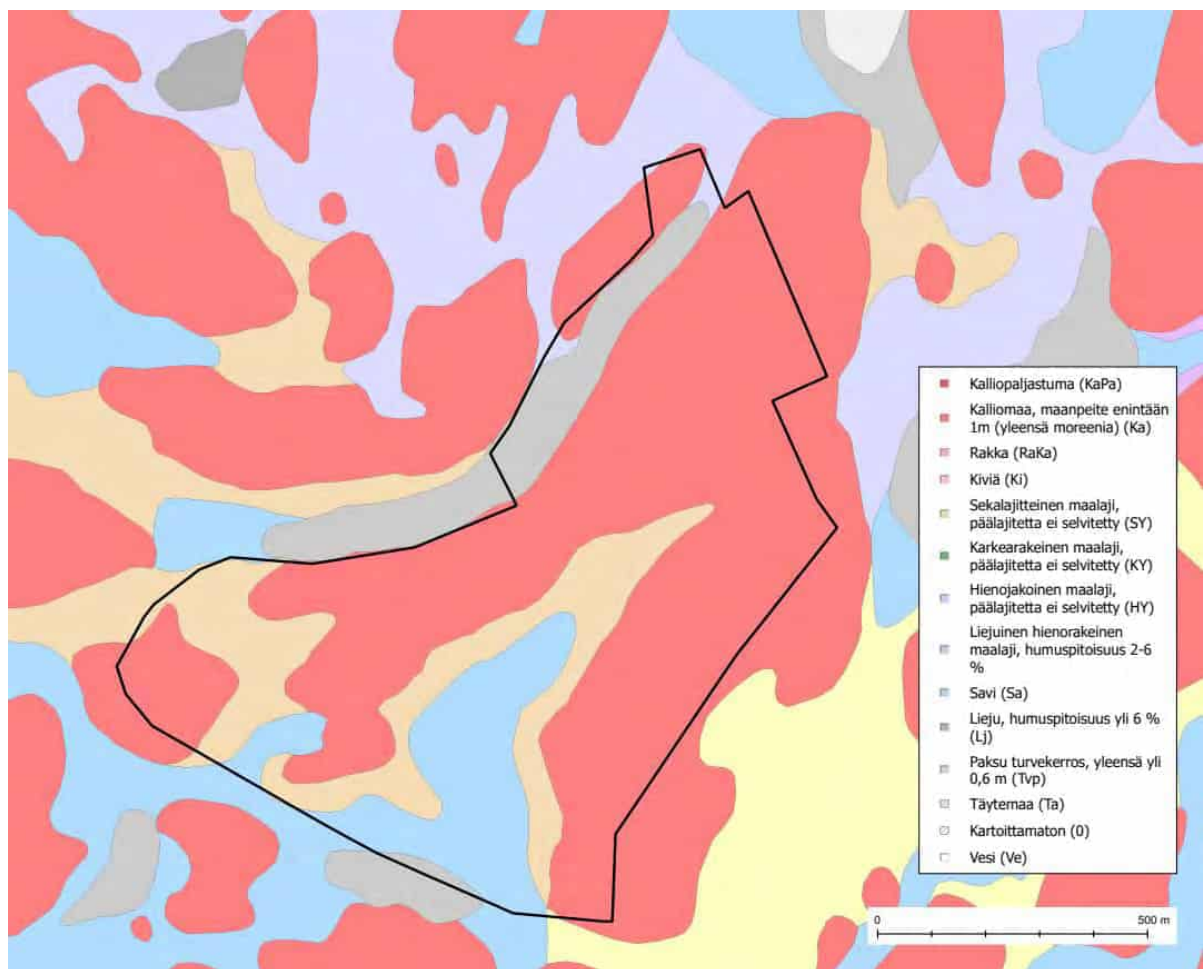 Kalliopaljastuma (KaPa)
Kalliomaa, maanpeite enintään
1m (yleensä moreenia) (Ka)
Rakka (RaKa)
Kiviä (Ki)
Sekalajitteinen maalaji,
päälajitetta ei selvitetty (SY)
Karkearakeinen maalaji,
päälajitetta ei selvitetty (KY)
Hienojakoinen maalaji,
päälajitetta ei selvitetty (HY)
Liejuinen hienorakeinen
maalaji, humuspitoisuus 2-6
%
Savi (Sa)
Lieju, humuspitoisuus yli 6 %
(Lj)
Paksu turvekerros, yleensä yli
0,6 m (Tvp)
Täytemaa (Ta)
Kartoittamaton (0)
Vesi (Ve)
0 500 m